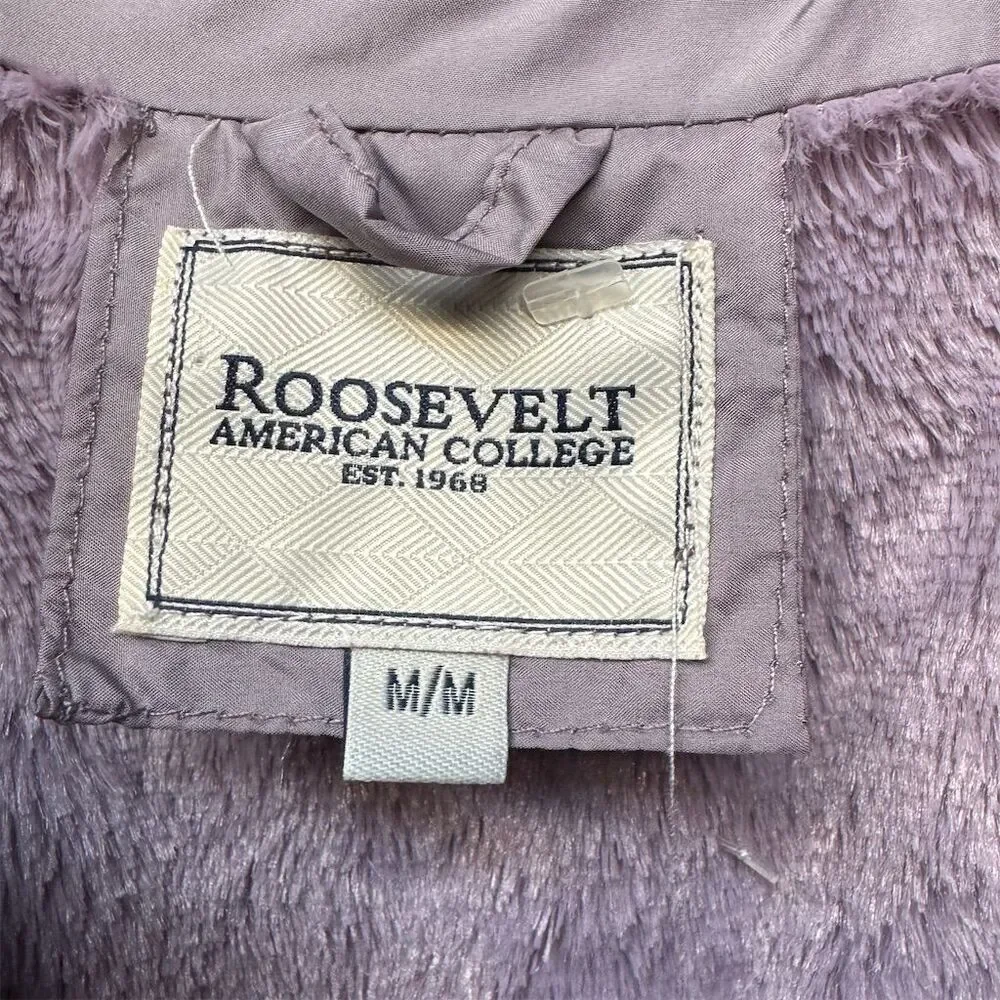 ROOSEVELT
AMERICAN COLLEGE
EST. 1968
M/M